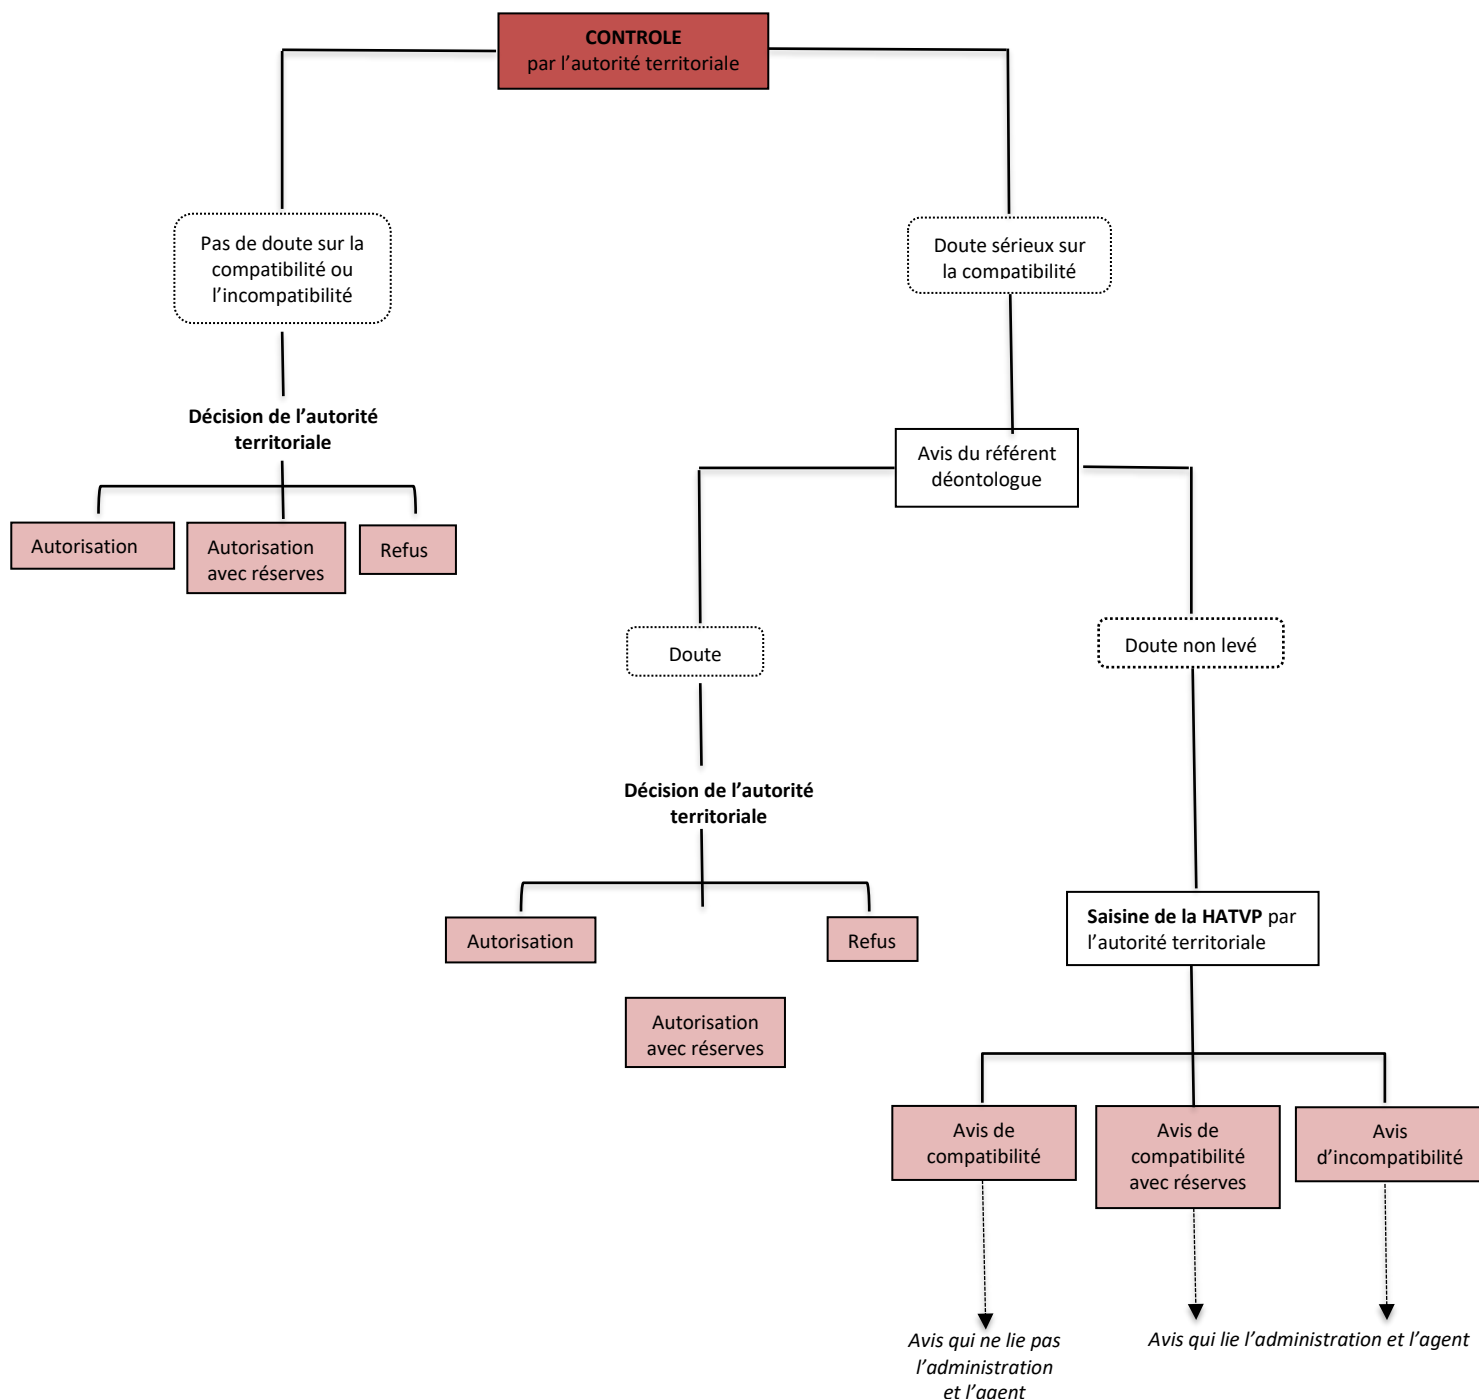 CONTROLE
par l’autorité territoriale
Pas de doute sur la
compatibilité ou
l’incompatibilité
Doute sérieux sur
la compatibilité
Décision de l’autorité
territoriale
Autorisation
Autorisation
avec réserves
Refus
Avis du référent
déontologue
Doute
Doute non levé
Décision de l’autorité
territoriale
Autorisation
Refus
Autorisation
avec réserves
Saisine de la HATVP par
l’autorité territoriale
Avis de
compatibilité
Avis de
compatibilité
avec réserves
Avis
d’incompatibilité
Avis qui ne lie pas
l’administration
et l’agent
Avis qui lie l’administration et l’agent